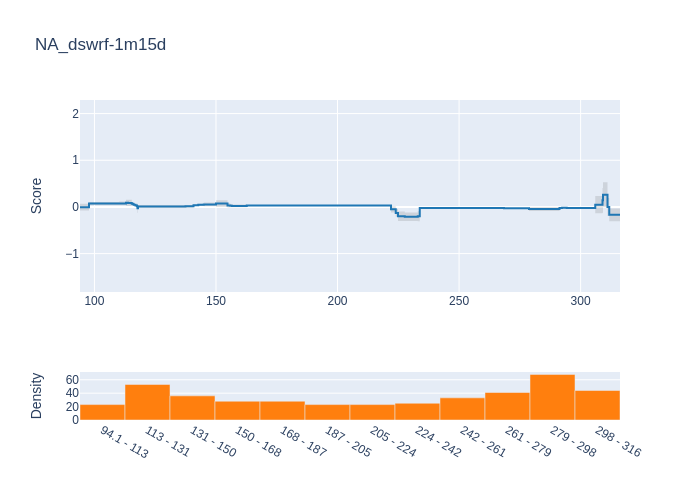 NA_dswrf-1m15d
Score
2
1
0
−1
100 150 200 250 300
Density
60
40
20
0
94.1 - 113
113 - 131
131 - 150
150 - 168
168 - 187
187 - 205
205 - 224
224 - 242
242 - 261
261 - 279
279 - 298
298 - 316